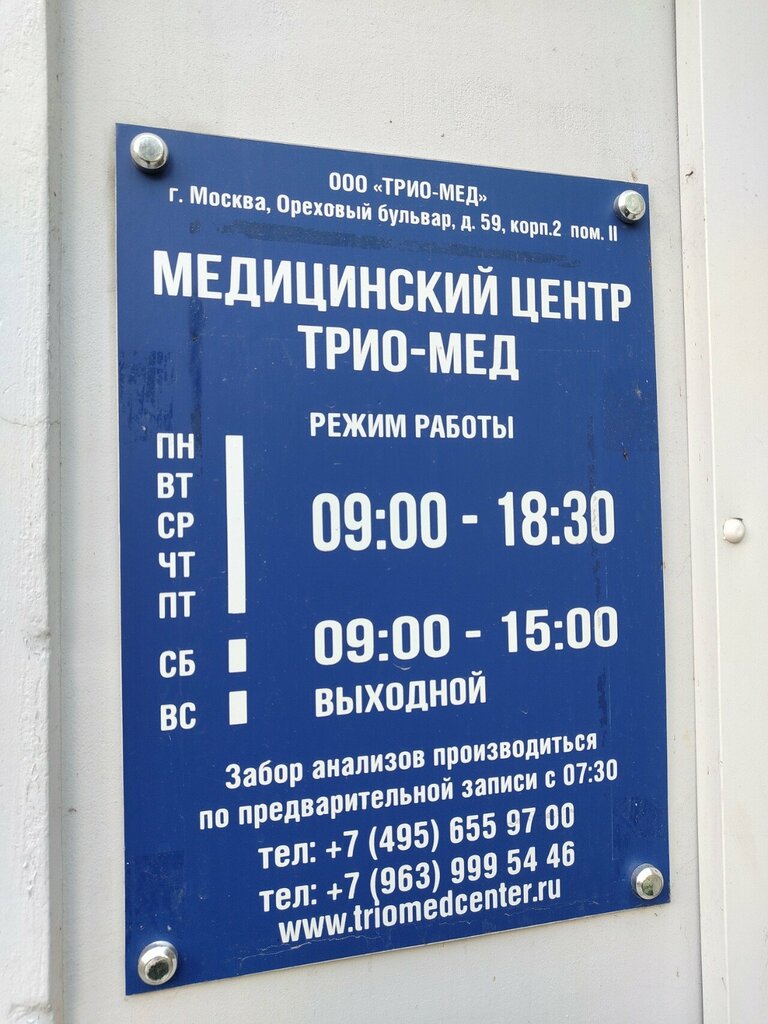 ООО «ТРИО-МЕД»
г. Москва, Ореховый бульвар, д. 59, корп.2 пом. II
МЕДИЦИНСКИЙ ЦЕНТР
ТРИО-МЕД
РЕЖИМ РАБОТЫ
ПН
ВТ
СР
ЧТ
ПТ
09:00 - 18:30
СБ
09:00 - 15:00
ВС
ВЫХОДНОЙ
Забор анализов производиться
по предварительной записи с 07:30
тел: +7 (495) 655 97 00
тел: +7 (963) 999 54 46
www.triomedcenter.ru